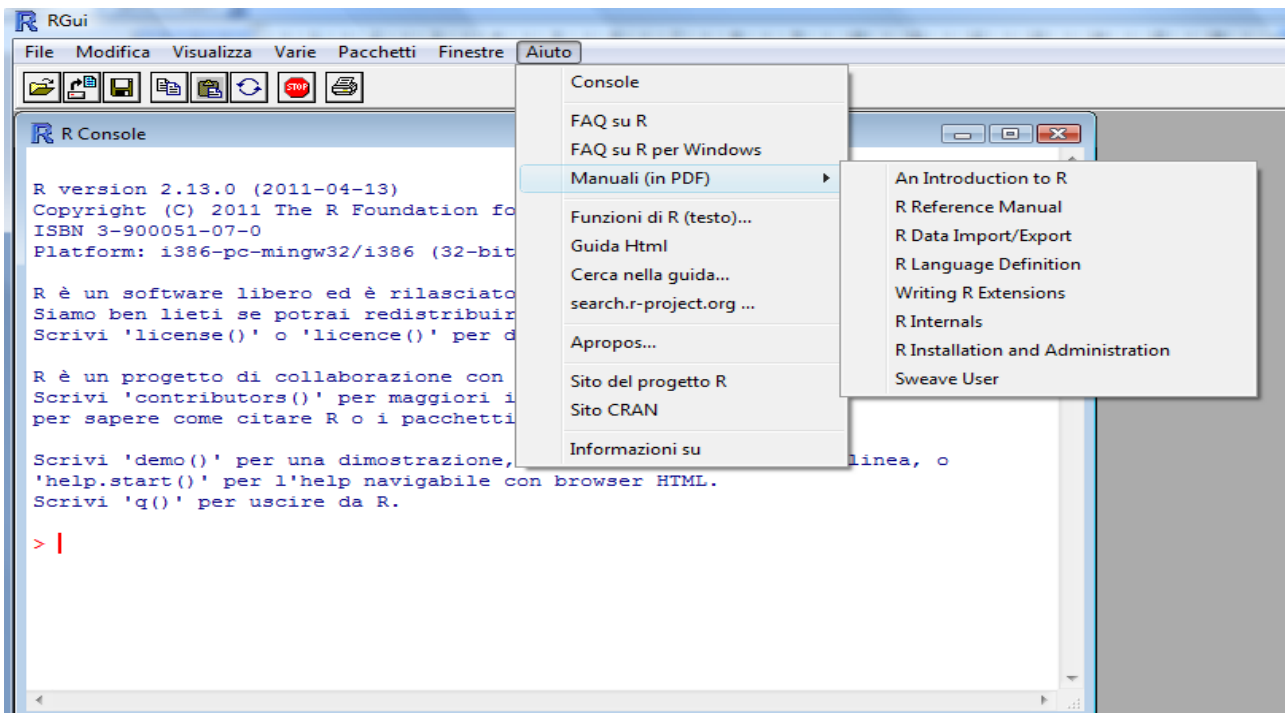 RGui
File Modifica Visualizza Varie Pacchetti Finestre Aiuto
STOP
R Console
R version 2.13.0 (2011-04-13)
Copyright (C) 2011 The R Foundation fo
ISBN 3-900051-07-0
Platform: i386-pc-mingw32/i386 (32-bit
R è un software libero ed è rilasciato
Siamo ben lieti se potrai redistribuir
Scrivi 'license()' o 'licence()' per d
R è un progetto di collaborazione con
Scrivi 'contributors()' per maggiori i
per sapere come citare R o i pacchetti
Scrivi 'demo()' per una dimostrazione, linea, o
'help.start()' per l'help navigabile con browser HTML.
Scrivi 'q()' per uscire da R.
>
Console
FAQ su R
FAQ su R per Windows
Manuali (in PDF)
Funzioni di R (testo)...
Guida Html
Cerca nella guida...
search.r-project.org ...
Apropos...
Sito del progetto R
Sito CRAN
Informazioni su
An Introduction to R
R Reference Manual
R Data Import/Export
R Language Definition
Writing R Extensions
R Internals
R Installation and Administration
Sweave User